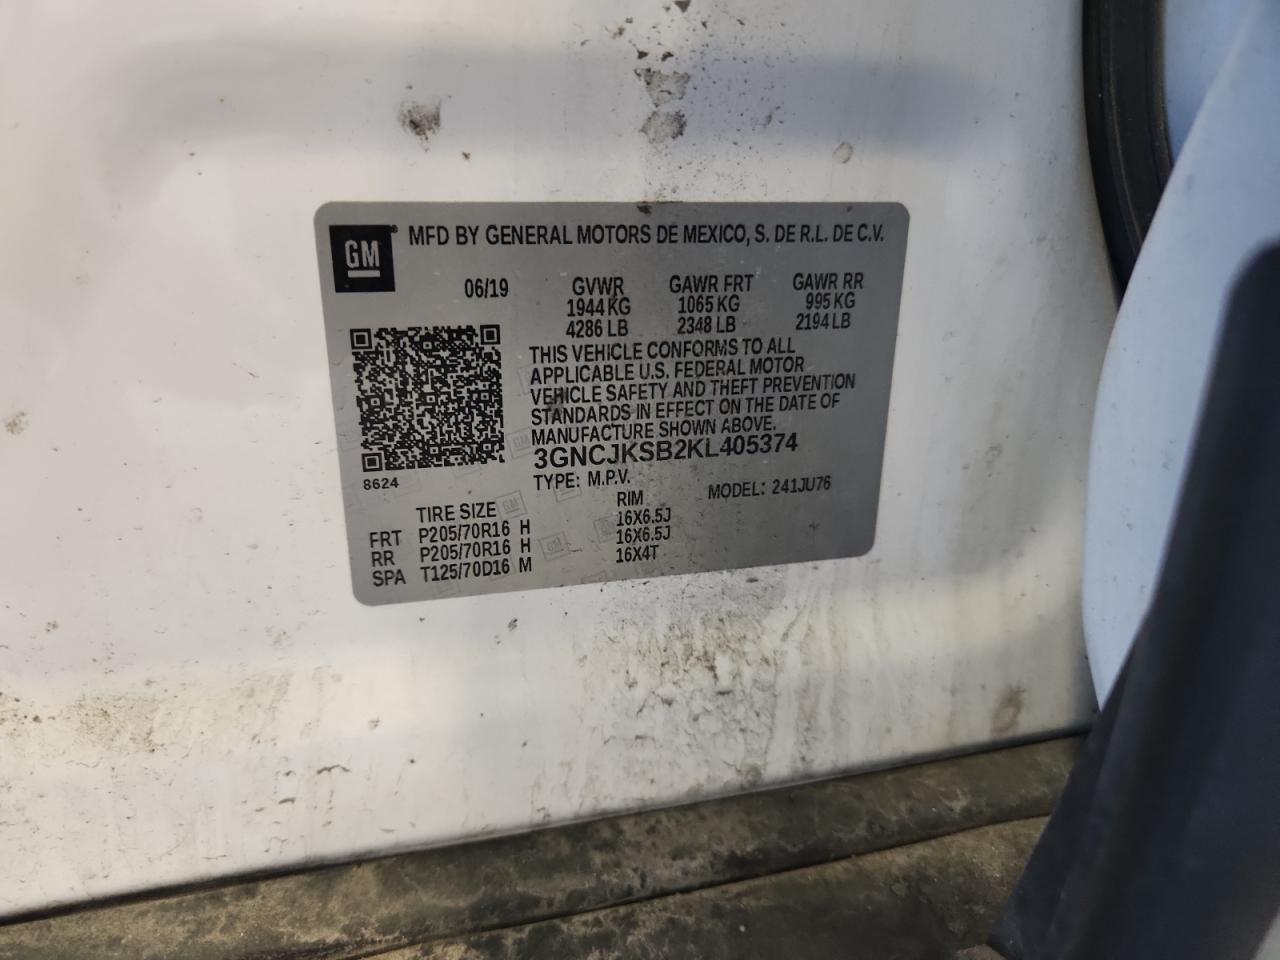 GM ® MFD BY GENERAL MOTORS DE MEXICO, S. DE R.L. DE C.V.
06/19 GVWR GAWR FRT GAWR RR
1944 KG 1065 KG 995 KG
4286 LB 2348 LB 2194 LB
THIS VEHICLE CONFORMS TO ALL
APPLICABLE U.S. FEDERAL MOTOR
VEHICLE SAFETY AND THEFT PREVENTION
STANDARDS IN EFFECT ON THE DATE OF
MANUFACTURE SHOWN ABOVE.
3GNCJKSB2KL405374
8624 TYPE: M.P.V. MODEL: 241JU76
TIRE SIZE RIM
FRT P205/70R16 H 16X6.5J
RR P205/70R16 H 16X6.5J
SPA T125/70D16 M 16X4T